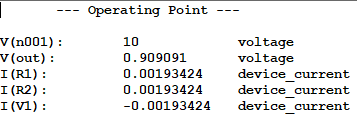 --- Operating Point ---
V(n001): 10 voltage
V(out): 0.909091 voltage
I(R1): 0.00193424 device_current
I(R2): 0.00193424 device_current
I(V1): -0.00193424 device_current